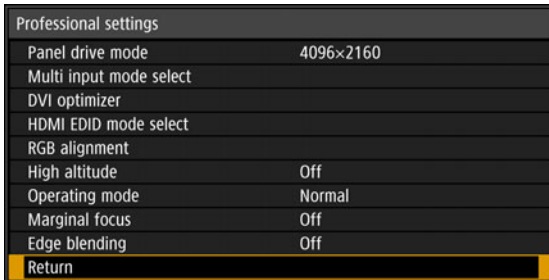 Professional settings
Panel drive mode 4096×2160
Multi input mode select
DVI optimizer
HDMI EDID mode select
RGB alignment
High altitude Off
Operating mode Normal
Marginal focus Off
Edge blending Off
Return